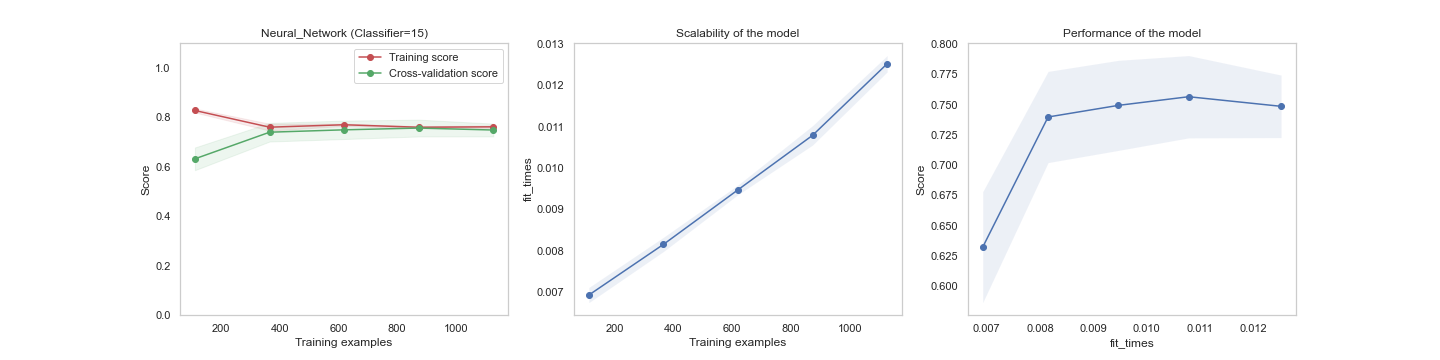 Neural_Network (Classifier=15)
Training score
Cross-validation score
1.0
0.8
0.6
0.4
0.2
0.0
Score
200 400 600 800 1000
Training examples
Scalability of the model
0.013
0.012
0.011
0.010
0.009
0.008
0.007
fit_times
200 400 600 800 1000
Training examples
Performance of the model
0.800
0.775
0.750
0.725
0.700
0.675
0.650
0.625
0.600
Score
0.007 0.008 0.009 0.010 0.011 0.012
fit_times